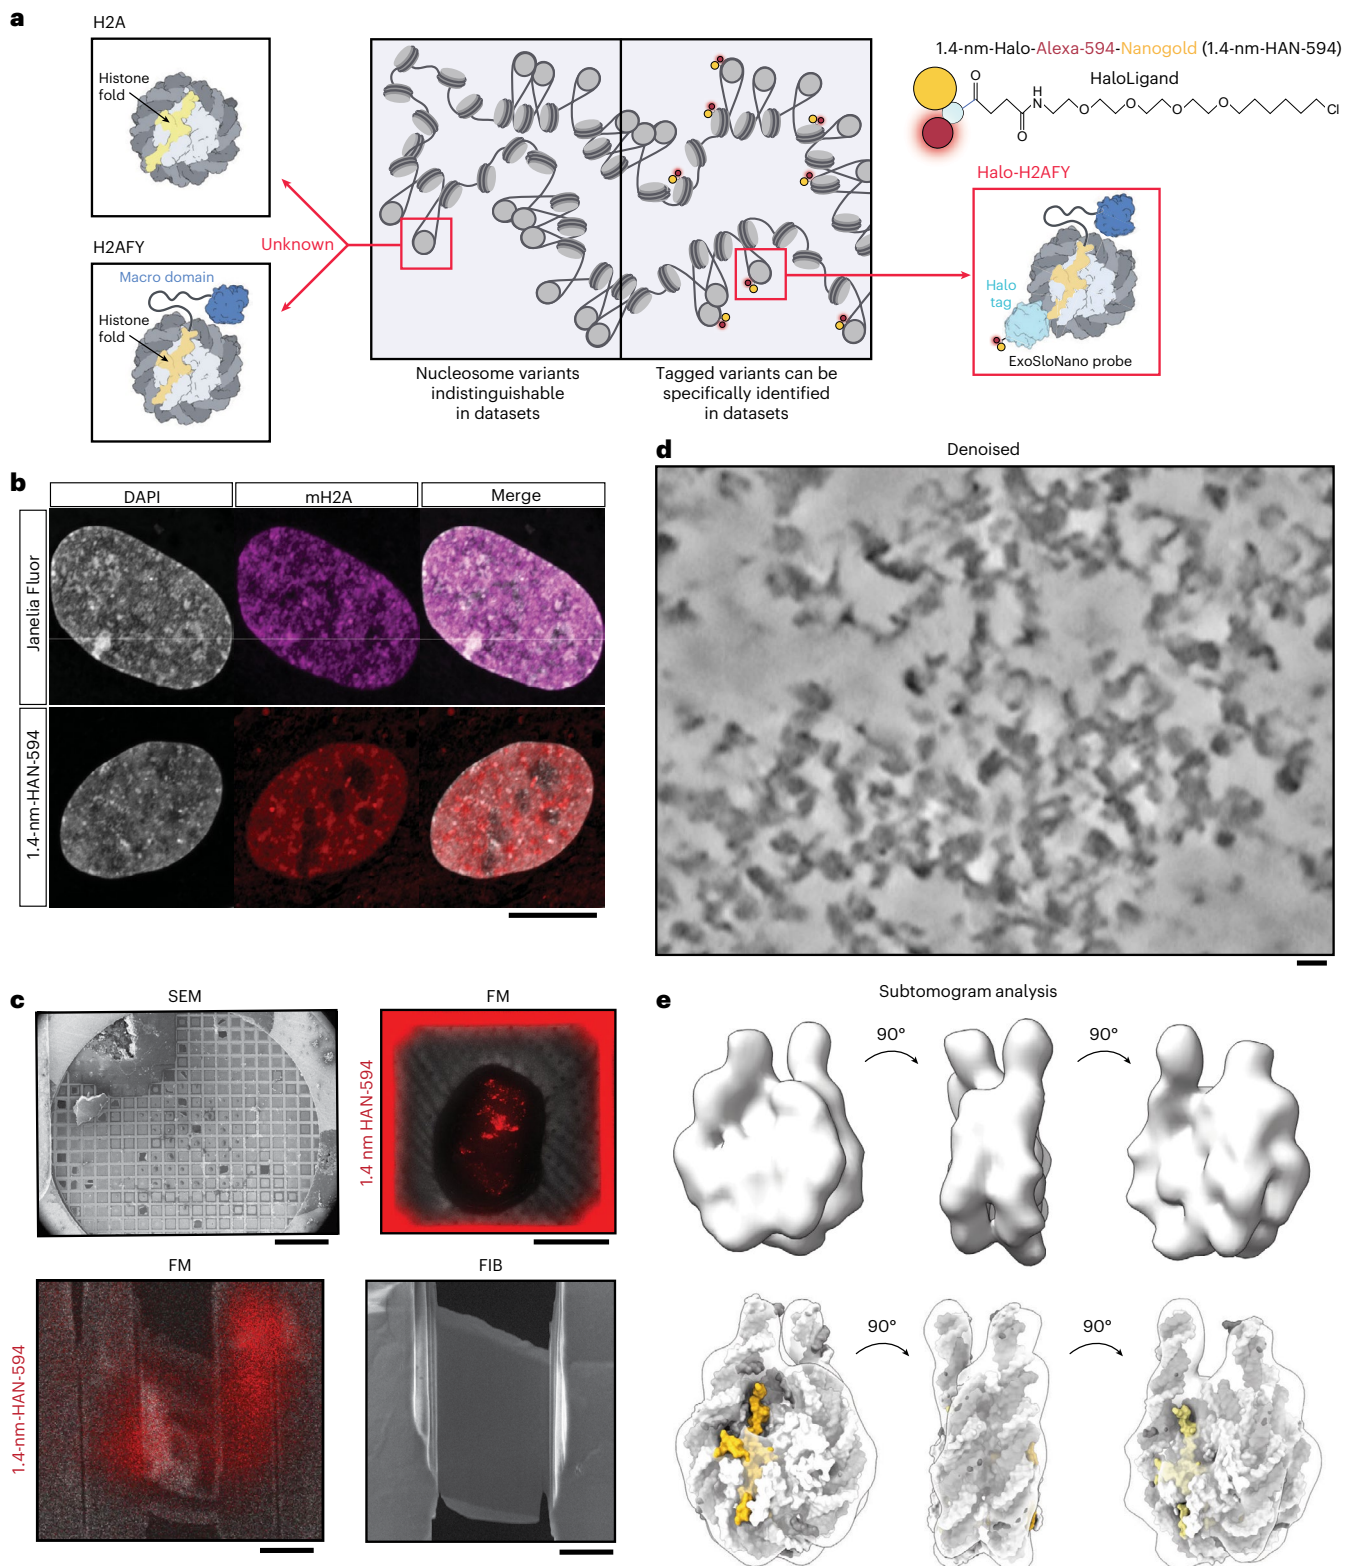 a
H2A
Histone
fold
H2AFY
Macro domain
Histone
fold
Unknown
Nucleosome variants
indistinguishable
in datasets
Tagged variants can be
specifically identified
in datasets
1.4-nm-Halo-Alexa-594-Nanogold (1.4-nm-HAN-594)
HaloLigand
O
O
H
N
O
O
O
O
Cl
Halo-H2AFY
Halo
tag
ExoSloNano probe
b
DAPI
mH2A
Merge
Janelia Fluor
1.4-nm-HAN-594
c
SEM
FM
1.4 nm HAN-594
FM
1.4-nm-HAN-594
FIB
d
Denoised
e
Subtomogram analysis
90°
90°
90°
90°